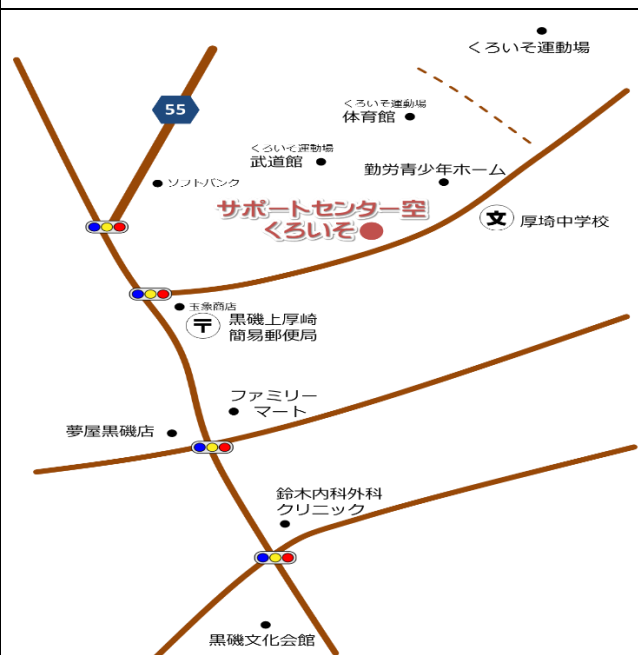 くろいそ運動場
55
くろいそ運動場
体育館
くろいそ運動場
武道館
勤労青少年ホーム
ソフトバンク
サポートセンター空
くろいそ
文
厚埼中学校
玉象商店
〒
黒磯上厚崎
簡易郵便局
ファミリー
マート
夢屋黒磯店
鈴木内科外科
クリニック
黒磯文化会館